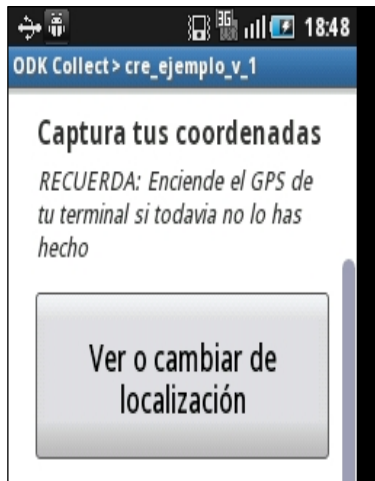 3G 18:48
ODK Collect > cre_ejemplo_v_1
Captura tus coordenadas
RECUERDA: Enciende el GPS de
tu terminal si todavia no lo has
hecho
Ver o cambiar de
localización